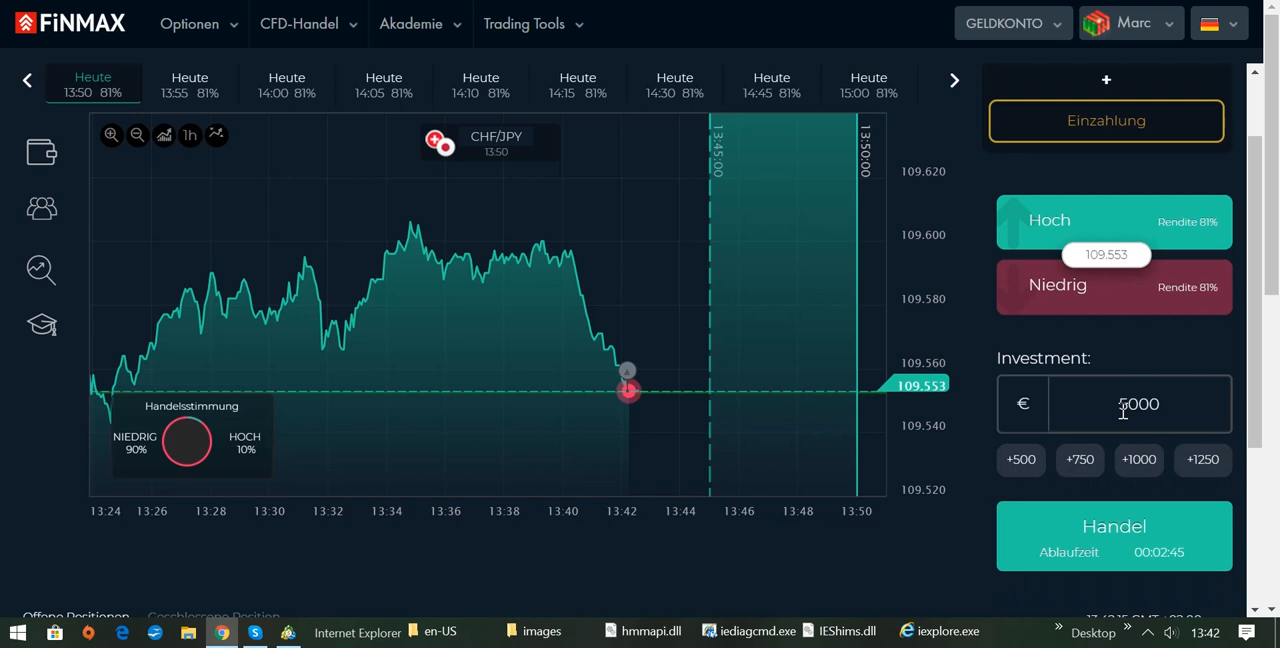 FiNMAX
Optionen
CFD-Handel
Akademie
Trading Tools
GELDKONTO
Marc
Heute
13:50 81%
Heute
13:55 81%
Heute
14:00 81%
Heute
14:05 81%
Heute
14:10 81%
Heute
14:15 81%
Heute
14:30 81%
Heute
14:45 81%
Heute
15:00 81%
+
Einzahlung
1h
CHF/JPY
13:50
13:45:00
13:50:00
109.620
109.600
109.580
109.560
109.553
109.540
109.520
Handelsstimmung
NIEDRIG
90%
HOCH
10%
13:24 13:26 13:28 13:30 13:32 13:34 13:36 13:38 13:40 13:42 13:44 13:46 13:48 13:50
Hoch
Rendite 81%
109.553
Niedrig
Rendite 81%
Investment:
€ 5000
+500 +750 +1000 +1250
Handel
Ablaufzeit 00:02:45
Offene Positionen
Geschlossene Position
Internet Explorer
en-US
images
hmmapi.dll
iediagcmd.exe
IEShims.dll
iexplore.exe
Desktop
13:42